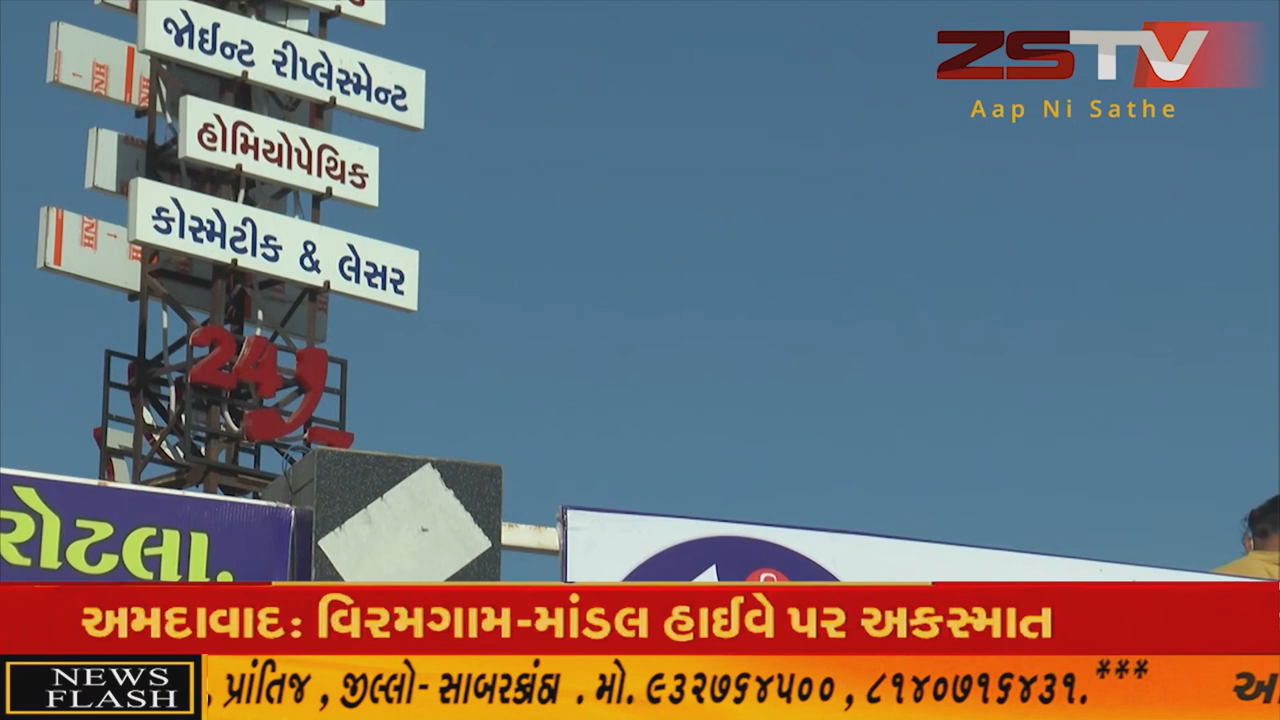 જોઈન્ટ રીપ્લેસમેન્ટ
હોમિયોપેથિક
કોસ્મેટીક & લેસર
24
રોટલા.
ZSTV
Aap Ni Sathe
અમદાવાદ: વિરમગામ-માંડલ હાઈવે પર અકસ્માત
NEWS FLASH
, પ્રાંતિજ , જીલ્લો- સાબરકાંઠા . મો. ૯૩૨૭૬૪૫૦૦ , ૮૧૪૦૭૧૬૪૩૧. ***